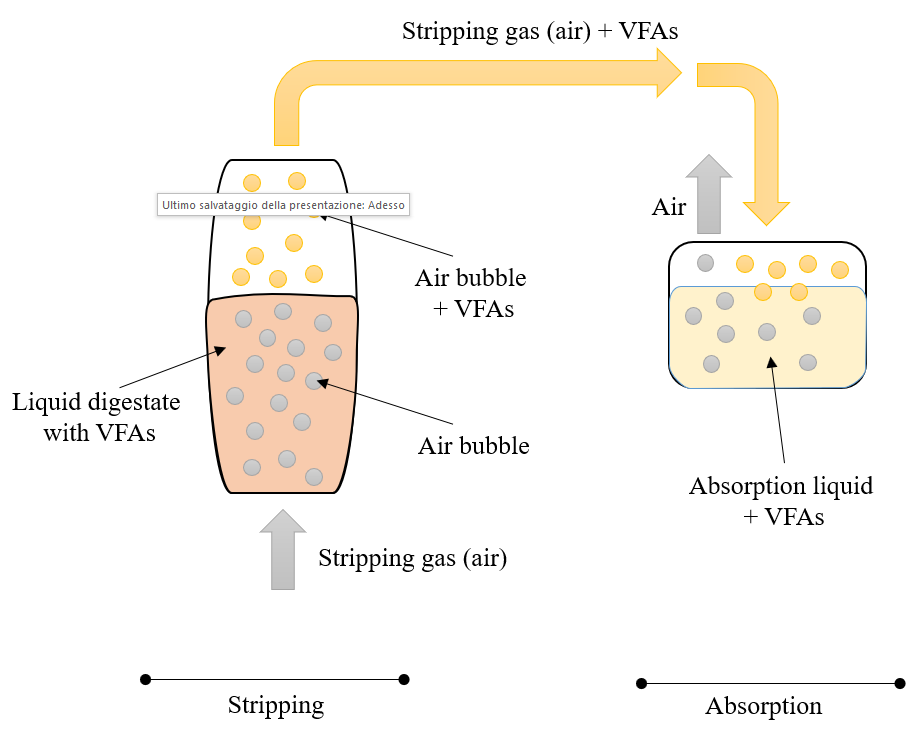 Stripping gas (air) + VFAs
Ultimo salvataggio della presentazione: Adesso
Air
Air bubble
+ VFAs
Liquid digestate
with VFAs
Air bubble
Absorption liquid
+ VFAs
Stripping gas (air)
Stripping
Absorption